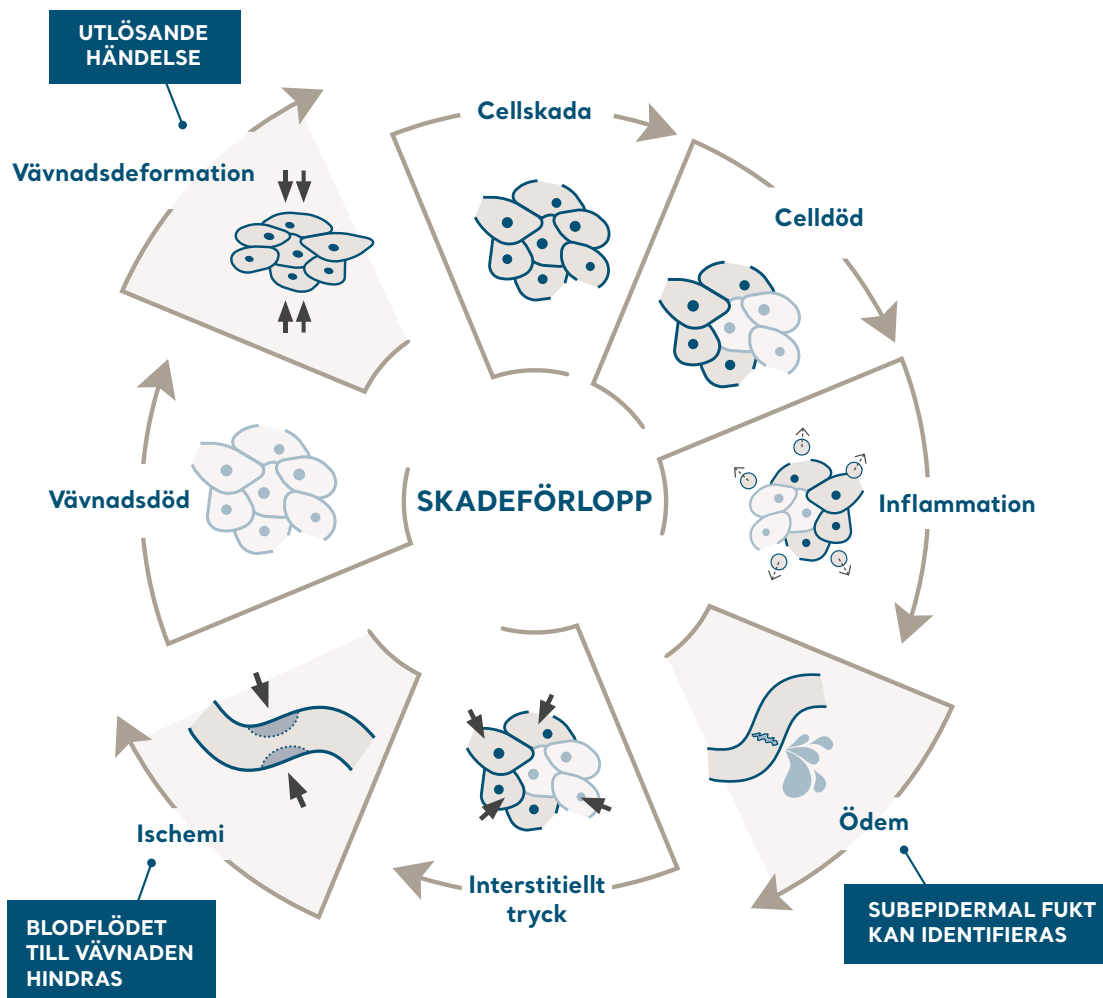 UTLÖSANDE
HÄNDELSE
Vävnadsdeformation
Cellskada
Celldöd
Inflammation
Ödem
SUBEPIDERMAL FUKT
KAN IDENTIFIERAS
Interstitiellt
tryck
Ischemi
BLODFLÖDET
TILL VÄVNADEN
HINDRAS
Vävnadsdöd
SKADEFÖRLOPP